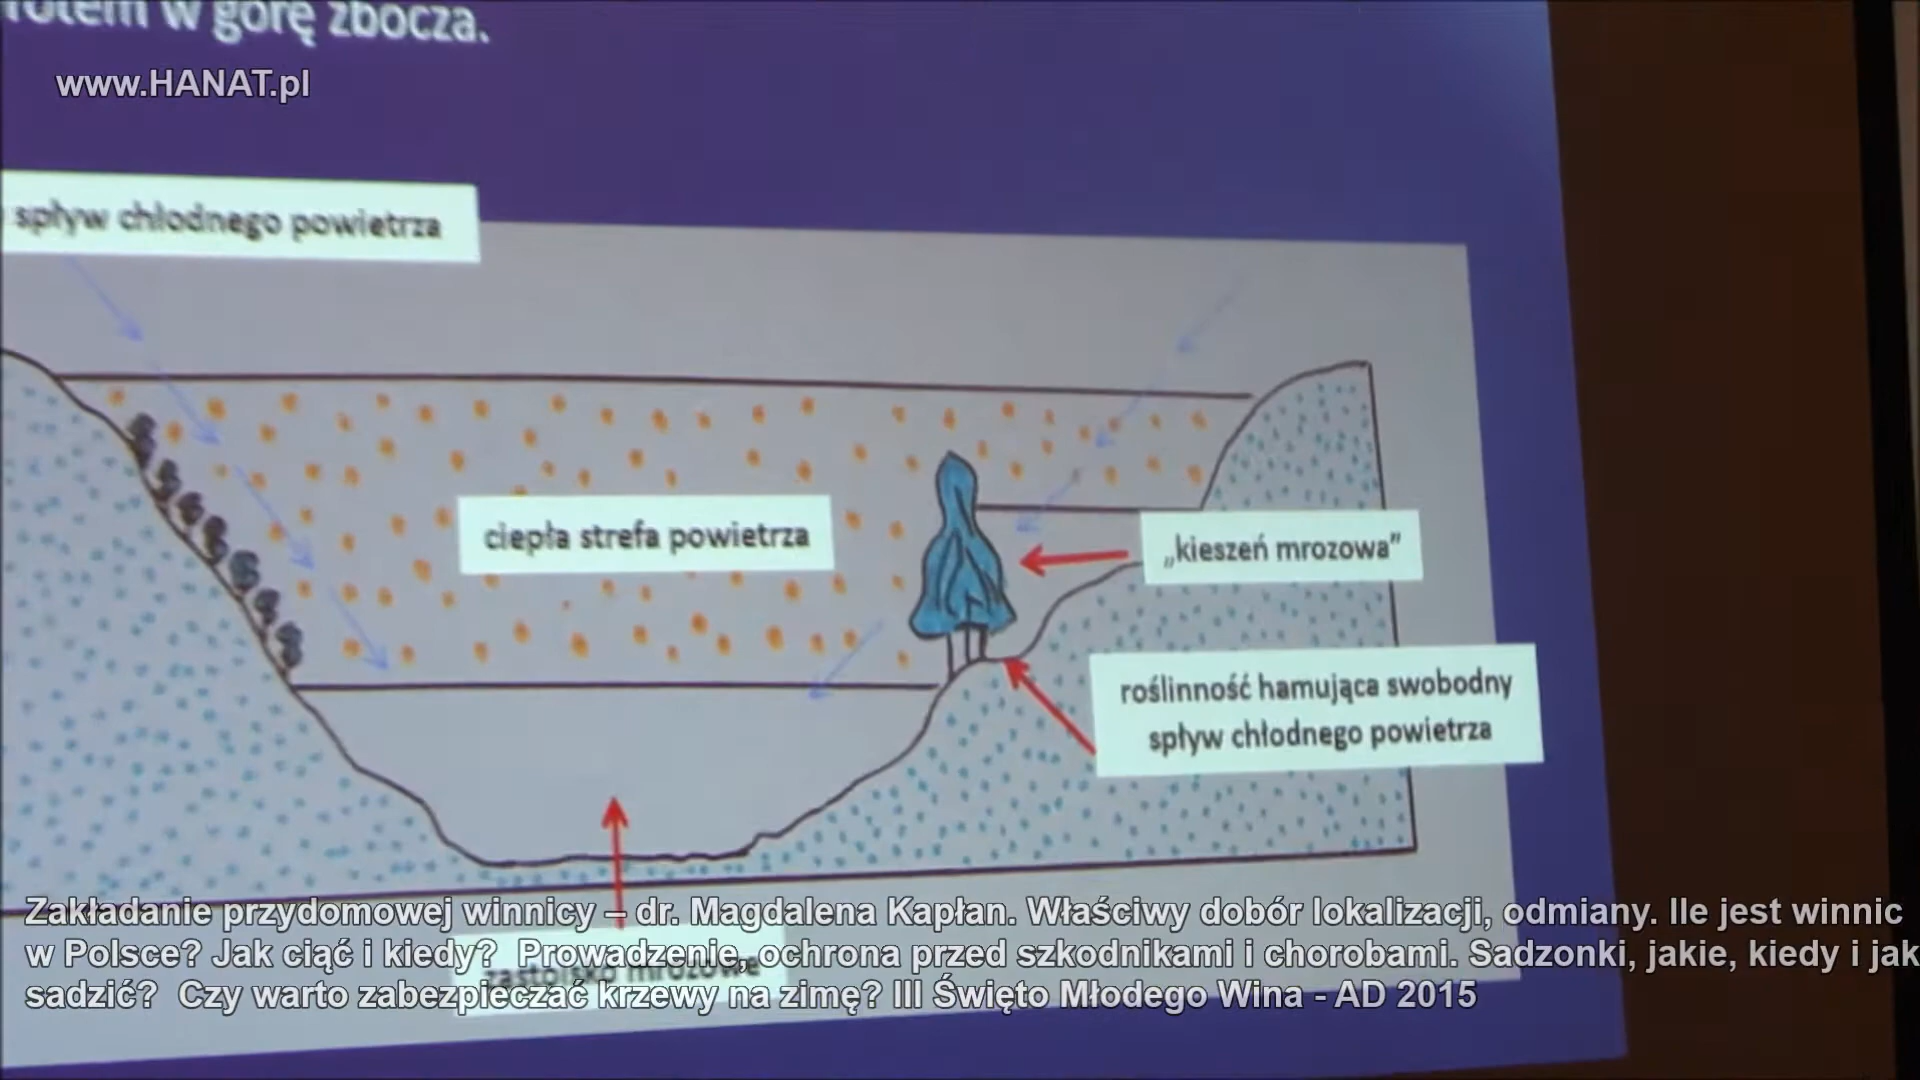 w górę zbocza.
www.HANAT.pl
spływ chłodnego powietrza
ciepła strefa powietrza
„kieszeń mrozowa”
roślinność hamująca swobodny
spływ chłodnego powietrza
zastoisko mrozowe
Zakładanie przydomowej winnicy – dr. Magdalena Kapłan. Właściwy dobór lokalizacji, odmiany. Ile jest winnic
w Polsce? Jak ciąć i kiedy? Prowadzenie, ochrona przed szkodnikami i chorobami. Sadzonki, jakie, kiedy i jak
sadzić? Czy warto zabezpieczać krzewy na zimę? III Święto Młodego Wina - AD 2015